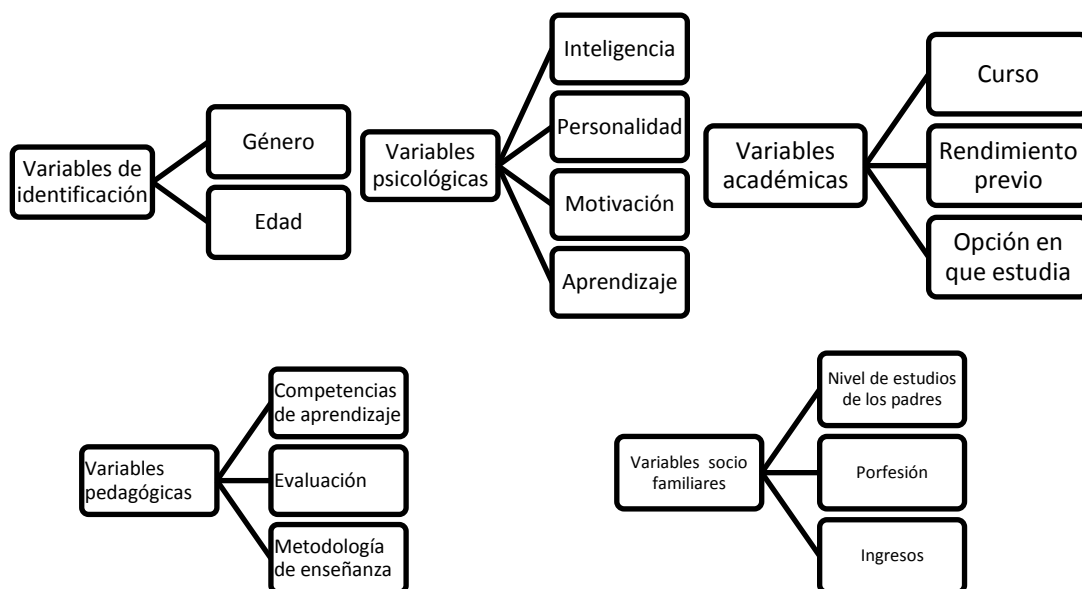 Variables de
identificación
Género
Edad
Variables
psicológicas
Inteligencia
Personalidad
Motivación
Aprendizaje
Variables
académicas
Curso
Rendimiento
previo
Opción en
que estudia
Variables
pedagógicas
Competencias
de aprendizaje
Evaluación
Metodología
de enseñanza
Variables socio
familiares
Nivel de estudios
de los padres
Porfesión
Ingresos